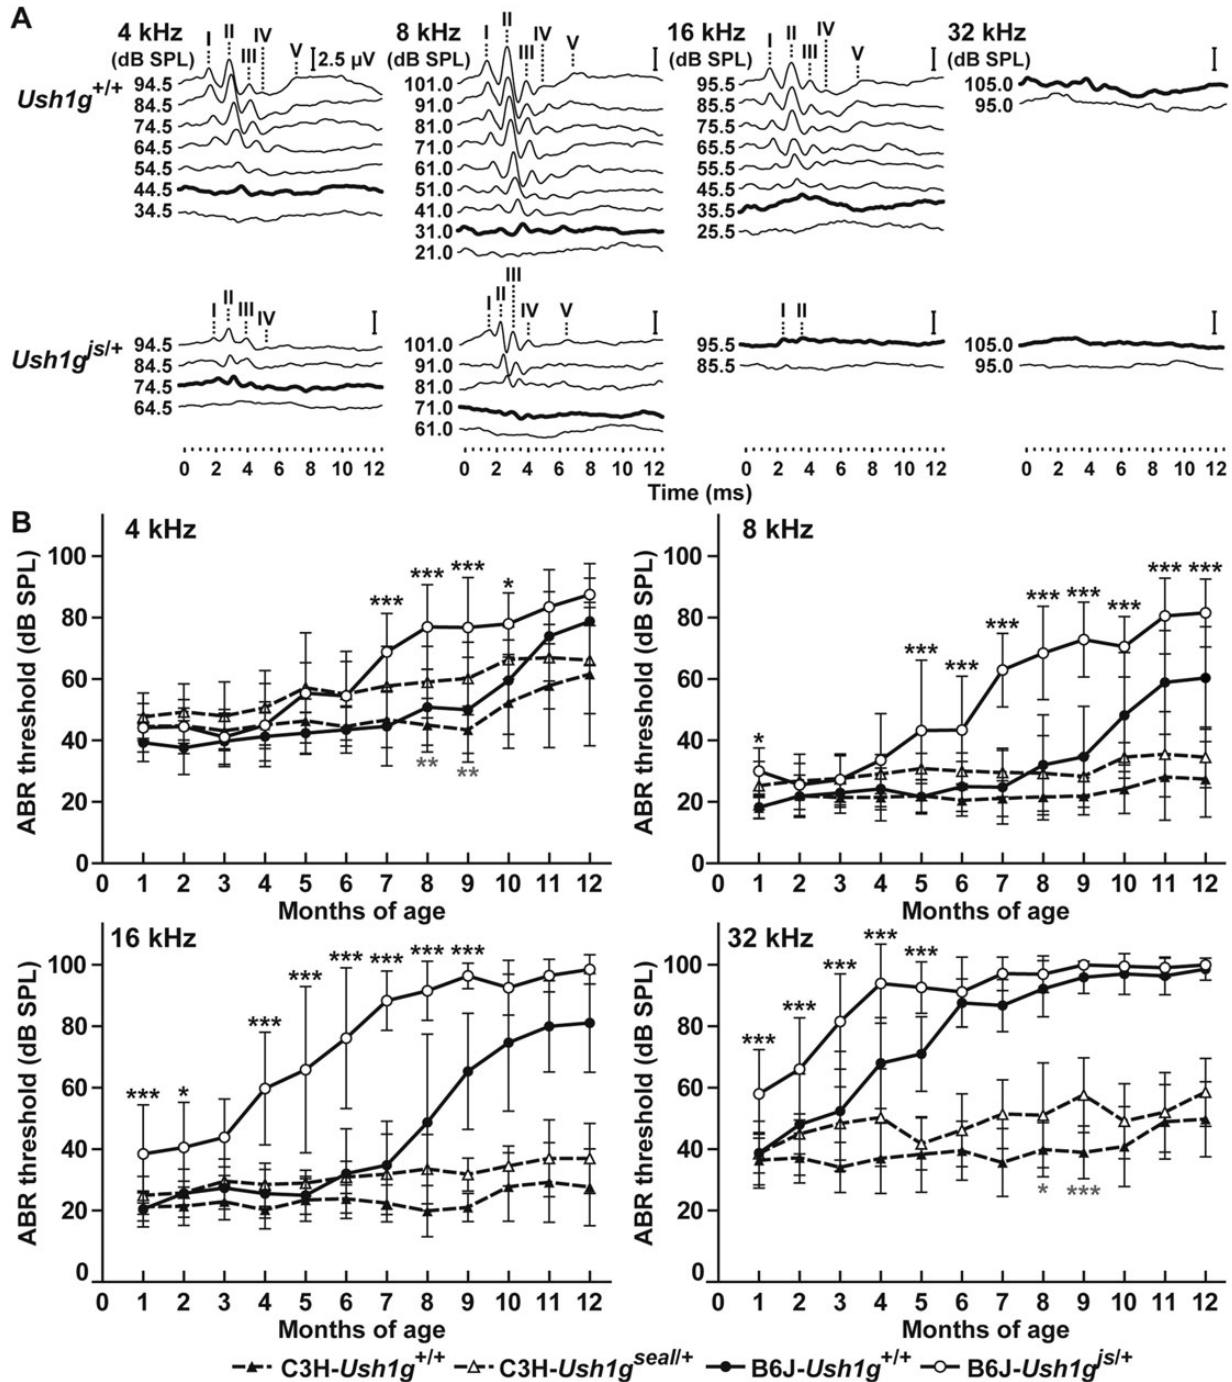 A
4 kHz
(dB SPL)
I II III IV V 2.5 μV
8 kHz
(dB SPL)
I II III IV V
16 kHz
(dB SPL)
I II III IV V
32 kHz
(dB SPL)
Ush1g+/+
94.5
84.5
74.5
64.5
54.5
44.5
34.5
101.0
91.0
81.0
71.0
61.0
51.0
41.0
31.0
21.0
95.5
85.5
75.5
65.5
55.5
45.5
35.5
25.5
105.0
95.0
Ush1gjs/+
I II III IV
94.5
84.5
74.5
64.5
I II III IV V
101.0
91.0
81.0
71.0
61.0
I II
95.5
85.5
105.0
95.0
0 2 4 6 8 10 12
0 2 4 6 8 10 12
0 2 4 6 8 10 12
0 2 4 6 8 10 12
Time (ms)
B
4 kHz
ABR threshold (dB SPL)
100
80
60
40
20
0
*** *** *** *
** **
0 1 2 3 4 5 6 7 8 9 10 11 12
Months of age
8 kHz
ABR threshold (dB SPL)
100
80
60
40
20
0
* *** *** *** *** *** *** *** ***
0 1 2 3 4 5 6 7 8 9 10 11 12
Months of age
16 kHz
ABR threshold (dB SPL)
100
80
60
40
20
0
*** * *** *** *** *** *** ***
0 1 2 3 4 5 6 7 8 9 10 11 12
Months of age
32 kHz
ABR threshold (dB SPL)
100
80
60
40
20
0
*** *** *** *** ***
* ***
0 1 2 3 4 5 6 7 8 9 10 11 12
Months of age
C3H-Ush1g+/+ C3H-Ush1gseal/+ B6J-Ush1g+/+ B6J-Ush1gjs/+